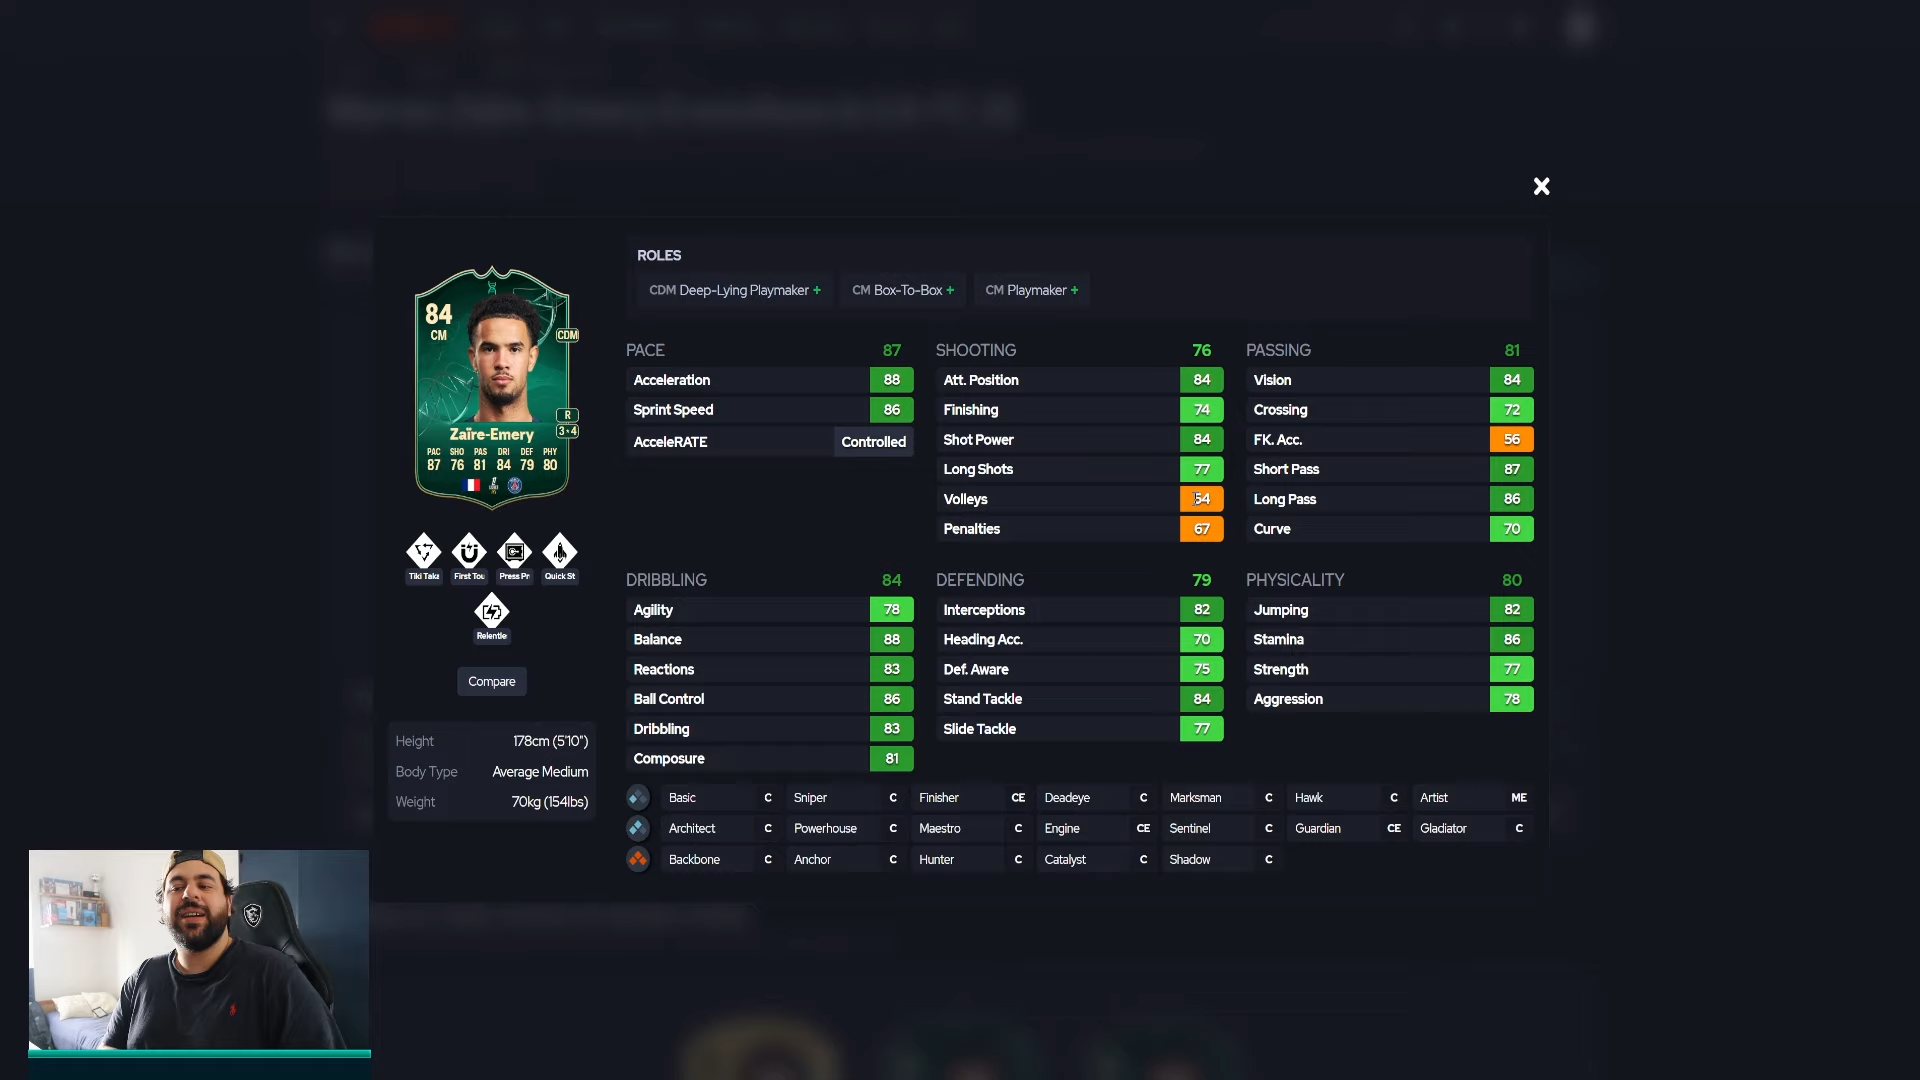 ROLES
CDM Deep-Lying Playmaker +
CM Box-To-Box +
CM Playmaker +
84
CM
CDM
R
3★4
Zaïre-Emery
PAC SHO PAS DRI DEF PHY
87 76 81 84 79 80
Tiki Taka
First Tou
Press Pr
Quick St
Relentle
Compare
Height 178cm (5'10")
Body Type Average Medium
Weight 70kg (154lbs)
PACE 87
Acceleration 88
Sprint Speed 86
AcceleRATE Controlled
SHOOTING 76
Att. Position 84
Finishing 74
Shot Power 84
Long Shots 77
Volleys 64
Penalties 67
PASSING 81
Vision 84
Crossing 72
FK. Acc. 56
Short Pass 87
Long Pass 86
Curve 70
DRIBBLING 84
Agility 78
Balance 88
Reactions 83
Ball Control 86
Dribbling 83
Composure 81
DEFENDING 79
Interceptions 82
Heading Acc. 70
Def. Aware 75
Stand Tackle 84
Slide Tackle 77
PHYSICALITY 80
Jumping 82
Stamina 86
Strength 77
Aggression 78
Basic C Sniper C Finisher CE Deadeye C Marksman C Hawk C Artist ME
Architect C Powerhouse C Maestro C Engine CE Sentinel C Guardian CE Gladiator C
Backbone C Anchor C Hunter C Catalyst C Shadow C